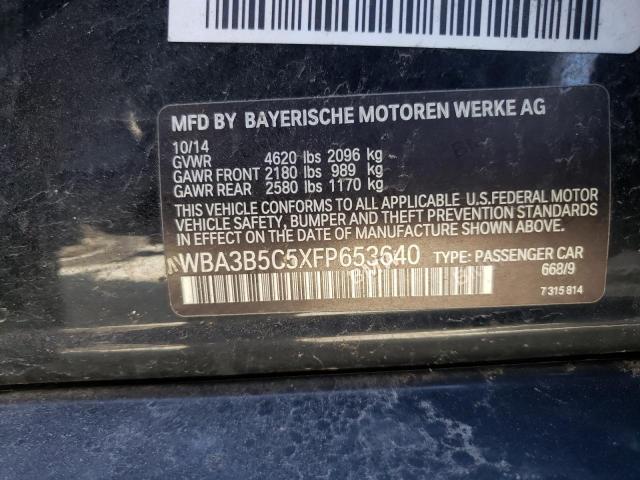 MFD BY BAYERISCHE MOTOREN WERKE AG
10/14
GVWR 4620 lbs 2096 kg
GAWR FRONT 2180 lbs 989 kg
GAWR REAR 2580 lbs 1170 kg
THIS VEHICLE CONFORMS TO ALL APPLICABLE U.S.FEDERAL MOTOR
VEHICLE SAFETY, BUMPER AND THEFT PREVENTION STANDARDS
IN EFFECT ON THE DATE OF MANUFACTURE SHOWN ABOVE.
WBA3B5C5XFP653640 TYPE: PASSENGER CAR
668/9
7 315 814